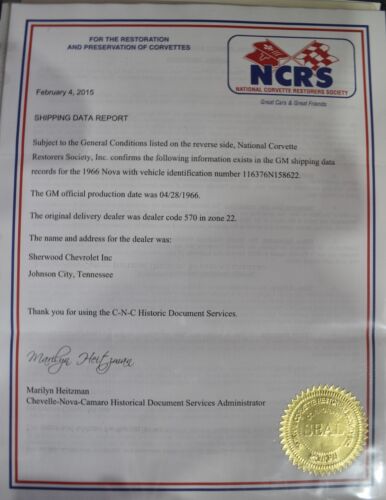 FOR THE RESTORATION
AND PRESERVATION OF CORVETTES
NCRS
NATIONAL CORVETTE RESTORERS SOCIETY
Great Cars & Great Friends
February 4, 2015
SHIPPING DATA REPORT
Subject to the General Conditions listed on the reverse side, National Corvette
Restorers Society, Inc. confirms the following information exists in the GM shipping
data records for the 1966 Nova with vehicle identification number 116376N158622.
The GM official production date was 04/28/1966.
The original delivery dealer was dealer code 570 in zone 22.
The name and address for the dealer was:
Sherwood Chevrolet Inc
Johnson City, Tennessee
Thank you for using the C-N-C Historic Document Services.
Marilyn Heitzman
Marilyn Heitzman
Chevelle-Nova-Camaro Historical Document Services Administrator
SEAL